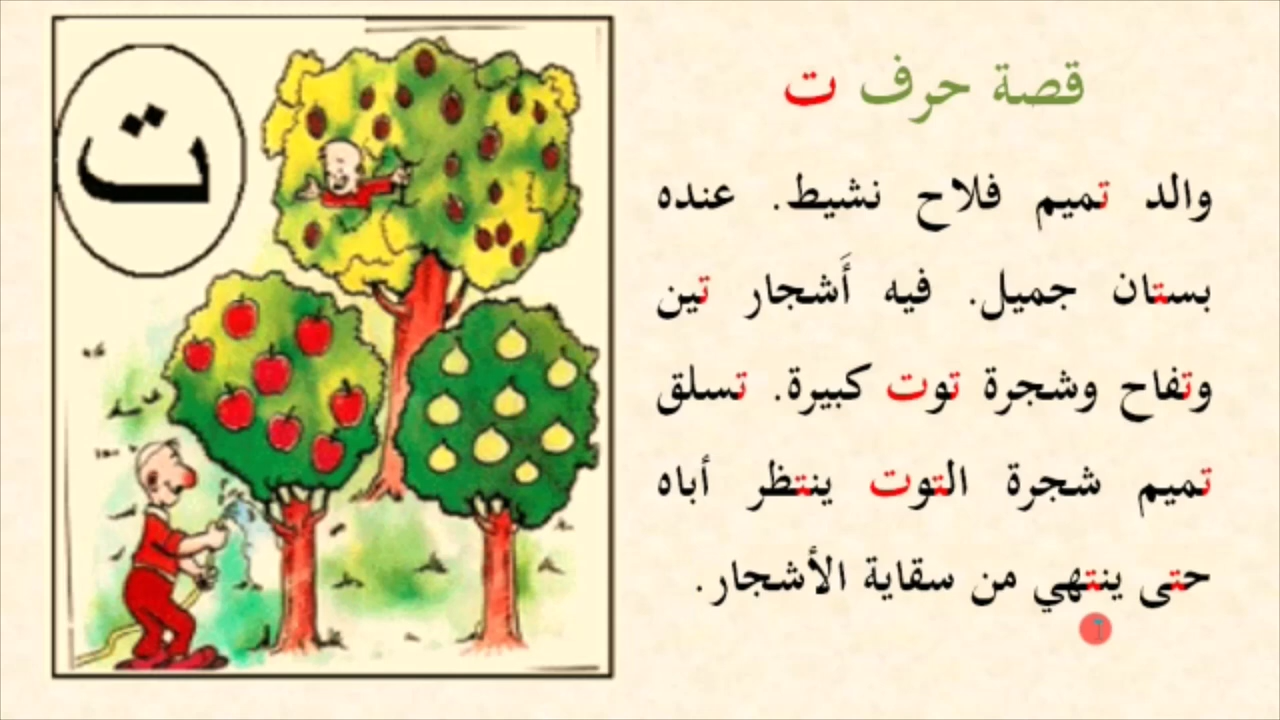 قصة حرف ت
والد تميم فلاح نشيط. عنده
بستان جميل. فيه أَشجار تين
وتفاح وشجرة توت كبيرة. تسلق
تميم شجرة التوت ينتظر أباه
حتى ينتهي من سقاية الأشجار.
ت